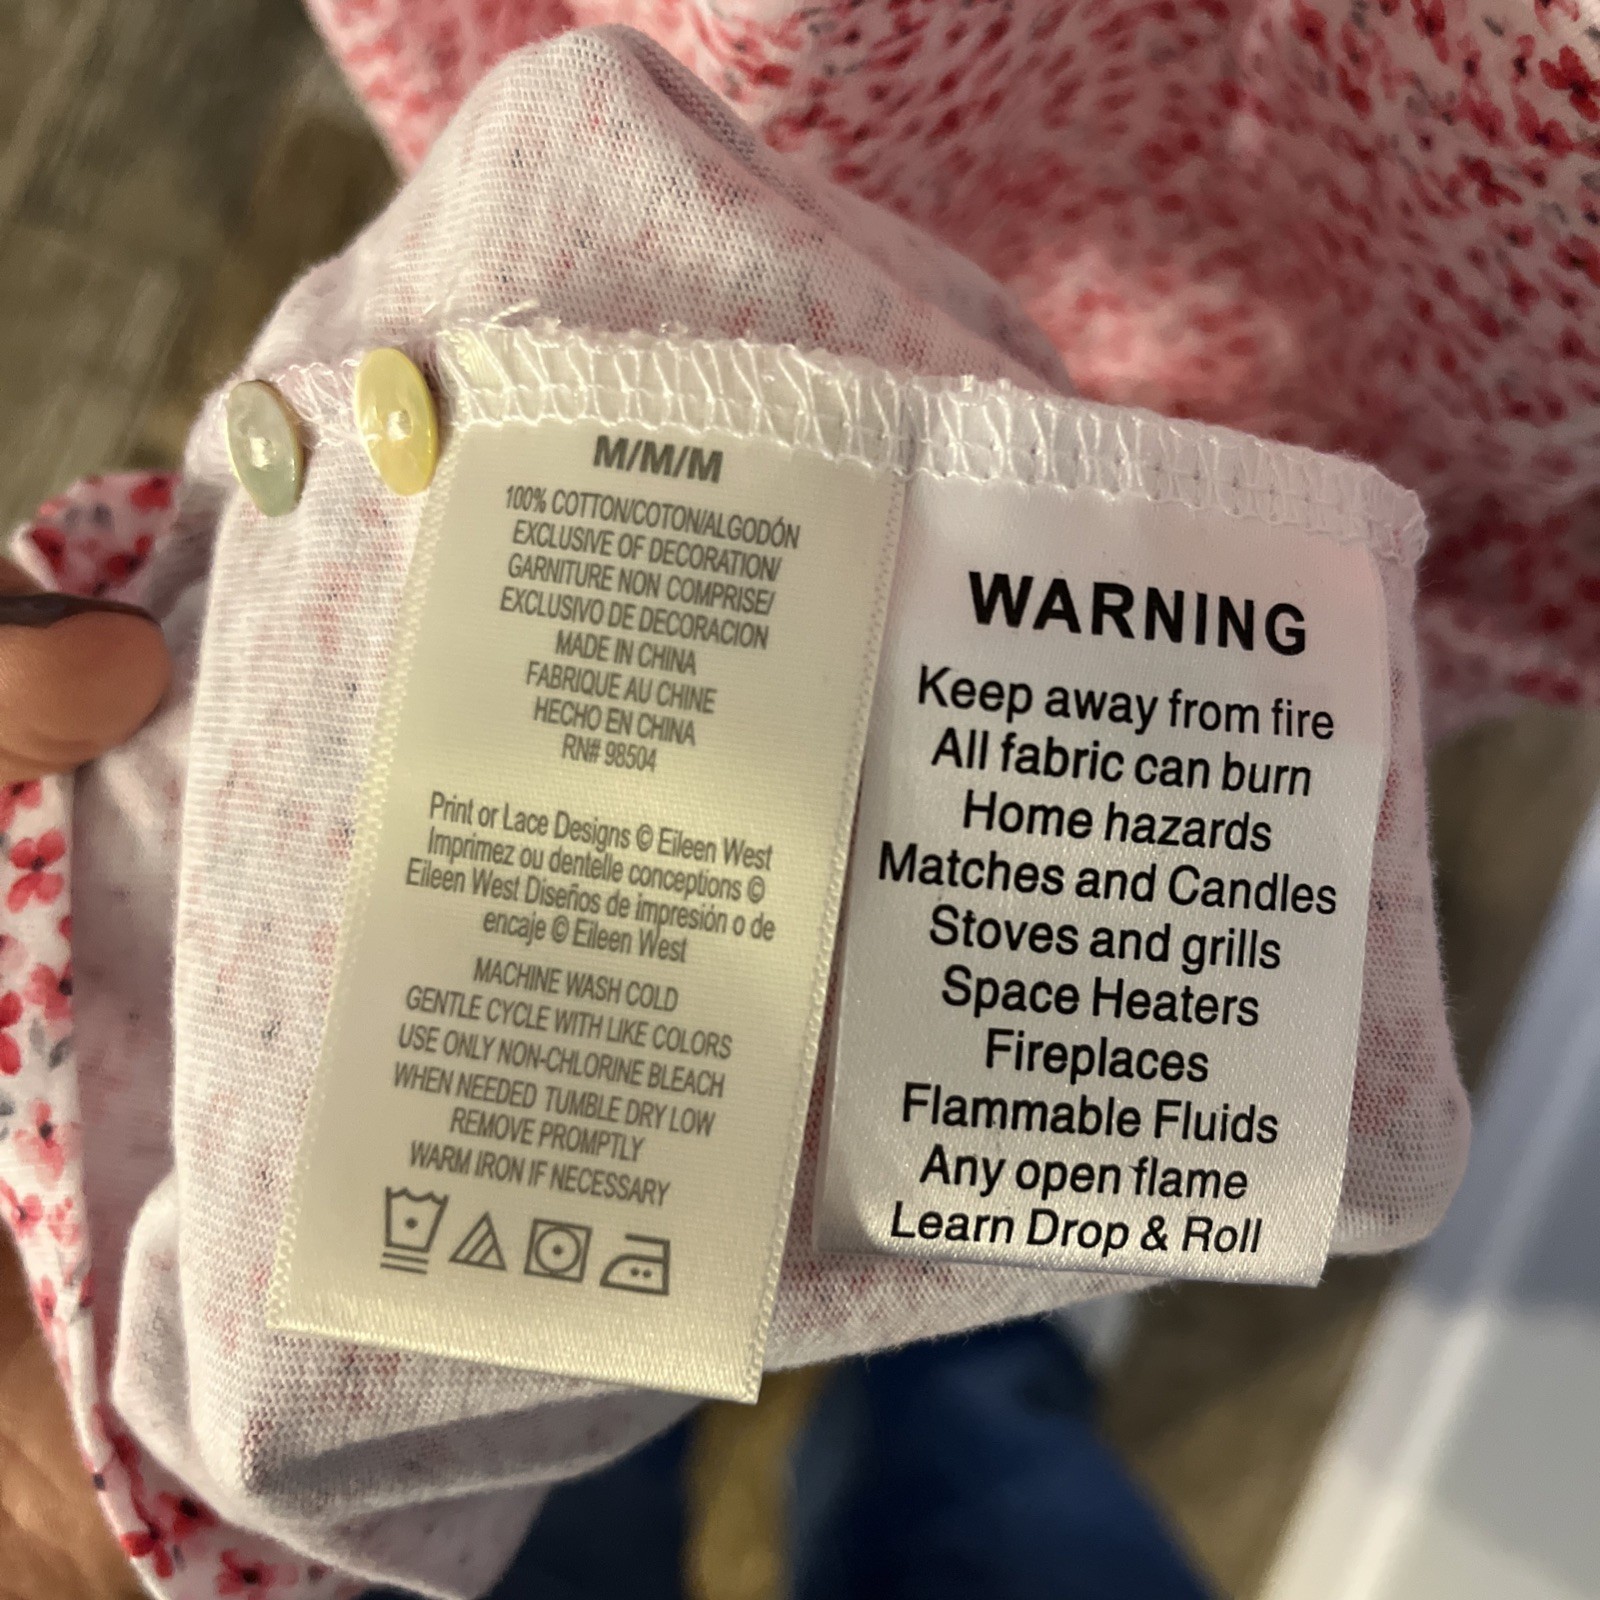 M/M/M
100% COTTON/COTON/ALGODÓN
EXCLUSIVE OF DECORATION/
GARNITURE NON COMPRISE/
EXCLUSIVO DE DECORACION
MADE IN CHINA
FABRIQUE AU CHINE
HECHO EN CHINA
RN# 98504
Print or Lace Designs © Eileen West
Imprimez ou dentelle conceptions ©
Eileen West Diseños de impresión o de
encaje © Eileen West
MACHINE WASH COLD
GENTLE CYCLE WITH LIKE COLORS
USE ONLY NON-CHLORINE BLEACH
WHEN NEEDED TUMBLE DRY LOW
REMOVE PROMPTLY
WARM IRON IF NECESSARY
WARNING
Keep away from fire
All fabric can burn
Home hazards
Matches and Candles
Stoves and grills
Space Heaters
Fireplaces
Flammable Fluids
Any open flame
Learn Drop & Roll